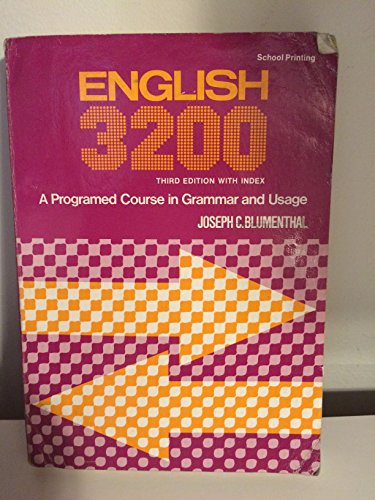 School Printing
ENGLISH
3200
THIRD EDITION WITH INDEX
A Programed Course in Grammar and Usage
JOSEPH C. BLUMENTHAL